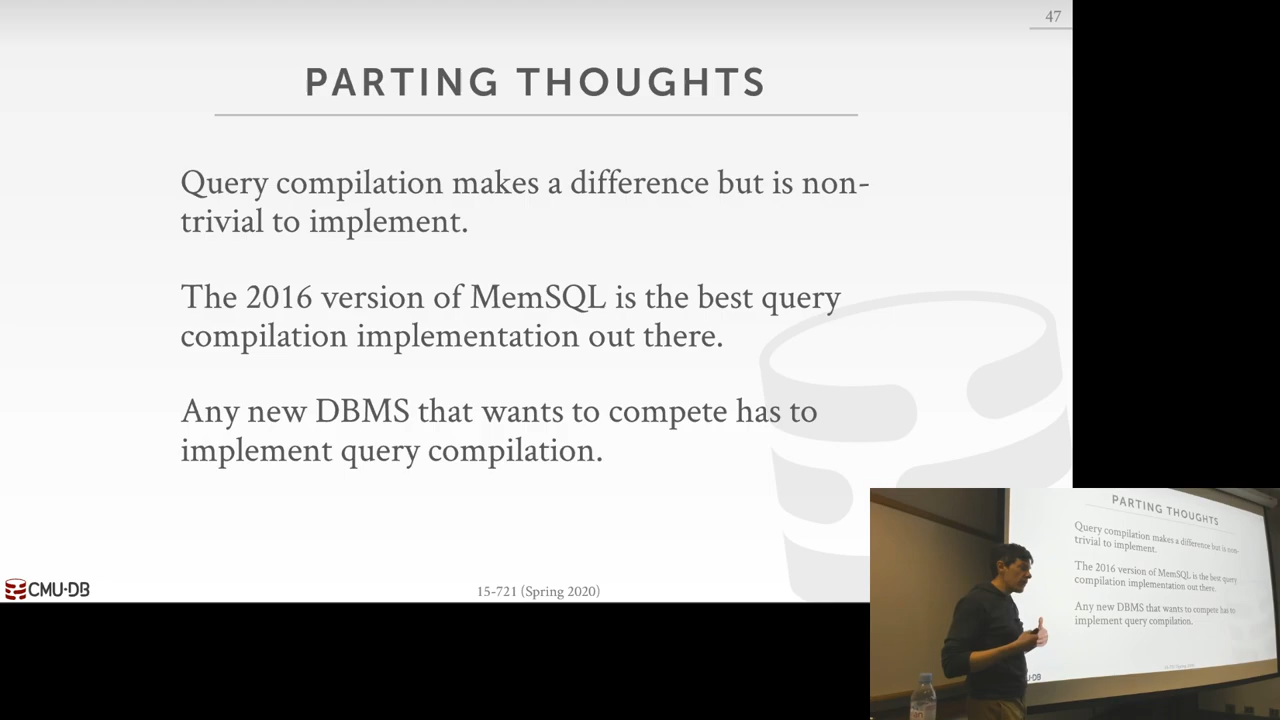 47
PARTING THOUGHTS
Query compilation makes a difference but is non-
trivial to implement.
The 2016 version of MemSQL is the best query
compilation implementation out there.
Any new DBMS that wants to compete has to
implement query compilation.
CMU·DB
15-721 (Spring 2020)
PARTING THOUGHTS
Query compilation makes a difference but is non-
trivial to implement.
The 2016 version of MemSQL is the best query
compilation implementation out there.
Any new DBMS that wants to compete has to
implement query compilation.